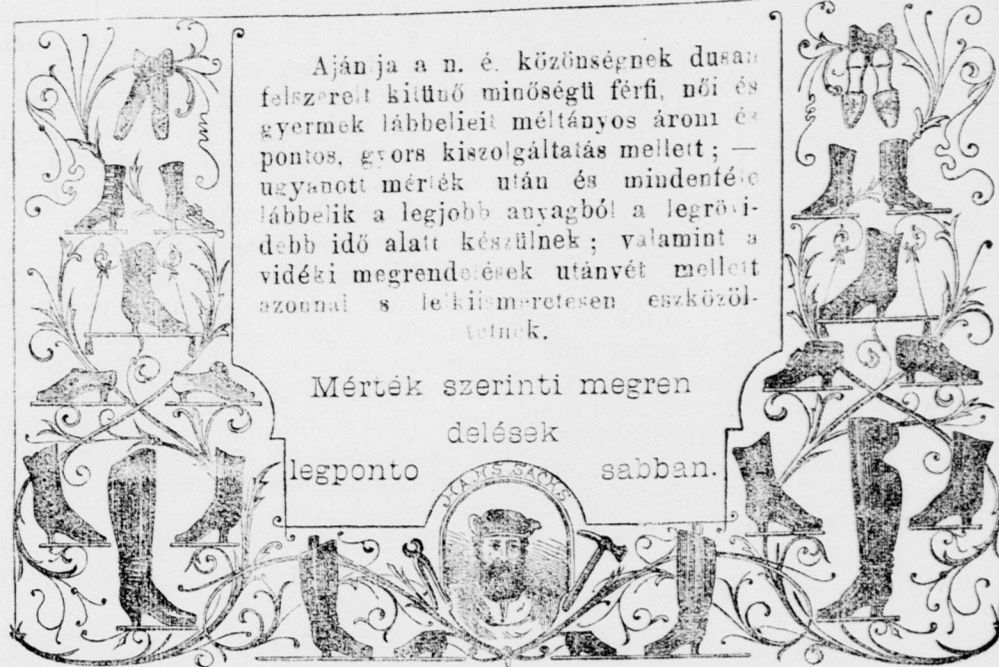 Ajánlja a n. é. közönségnek dusan
felszerelt kitünő minőségü férfi, női és
gyermek lábbelieit méltányos ároni és
pontos, gyors kiszolgáltatás mellett ; —
ugyanott mérték után és mindenféle
lábbelik a legjobb anyagból a legrövi-
debb idő alatt készülnek ; valamint a
vidéki megrendelések utánvét mellett
azonnal s lelkiismeretesen eszközöl-
tetnek.
Mérték szerinti megren
delések
legponto sabban.
HANS SACHS